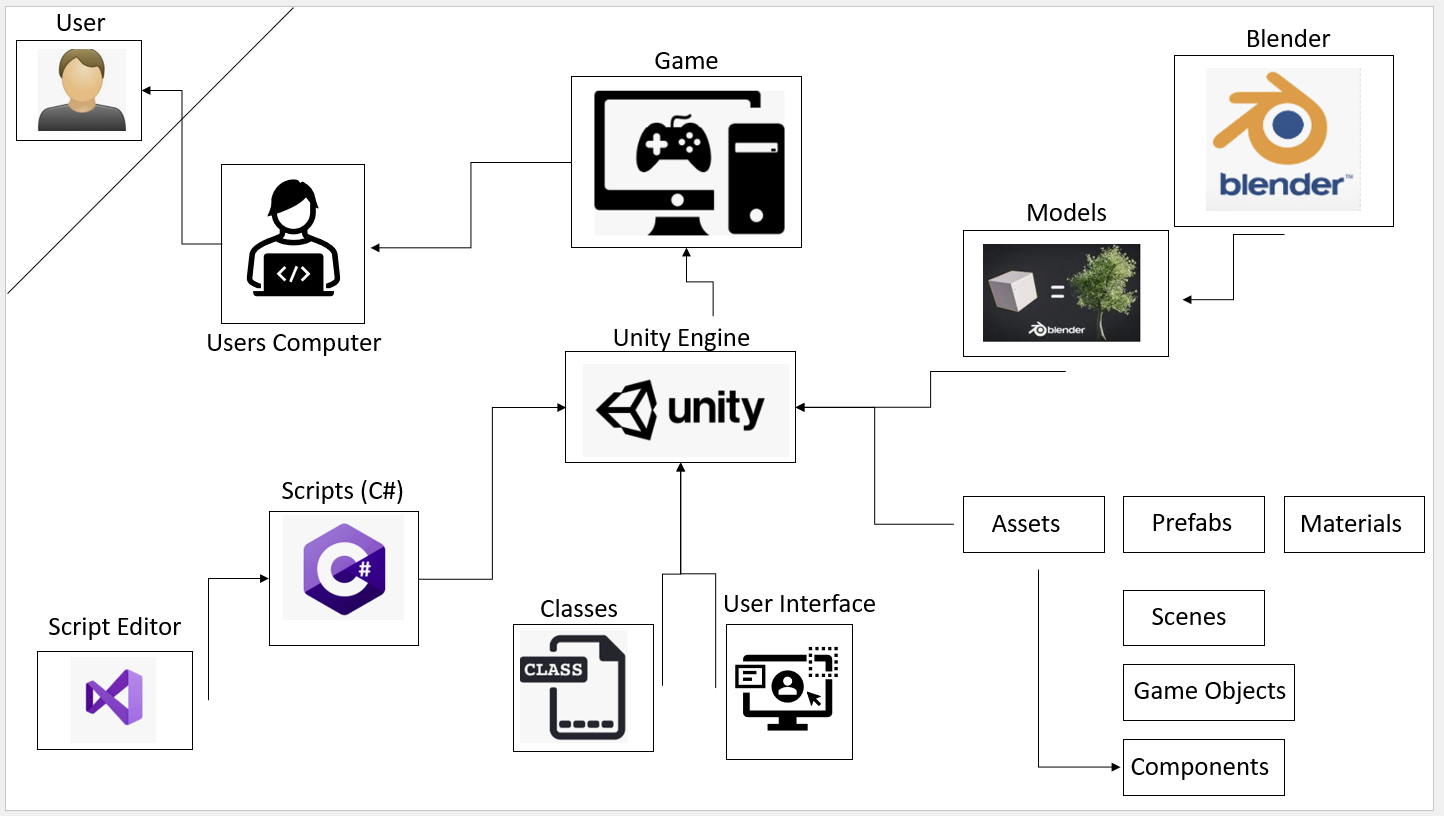 User
Game
Blender
blender™
Models
=
blender
</>
Users Computer
Unity Engine
unity
Scripts (C#)
C#
Assets
Prefabs
Materials
Script Editor
Classes
CLASS
User Interface
Scenes
Game Objects
Components